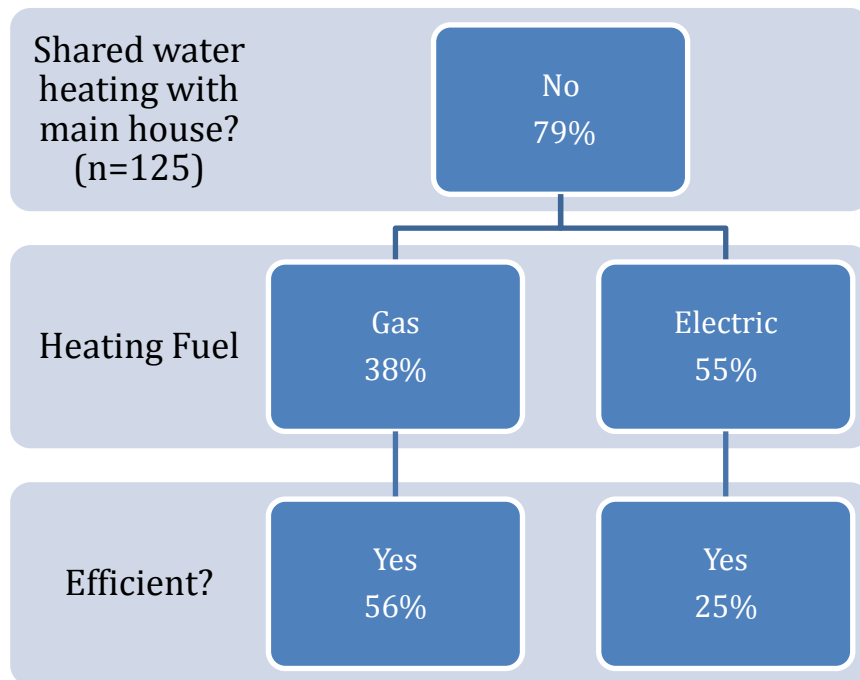 Shared water
heating with
main house?
(n=125)
No
79%
Heating Fuel
Gas
38%
Electric
55%
Efficient?
Yes
56%
Yes
25%